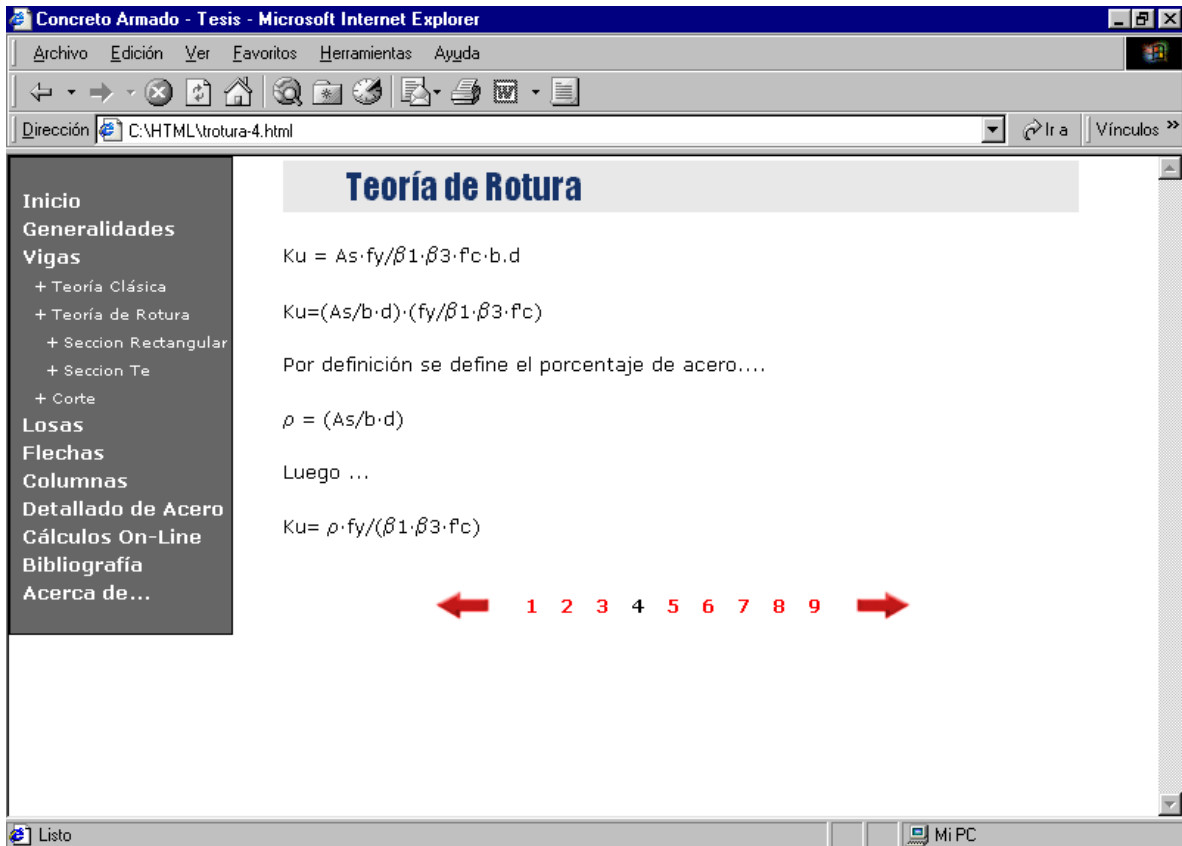 Concreto Armado - Tesis - Microsoft Internet Explorer
Archivo Edición Ver Favoritos Herramientas Ayuda
Dirección C:\HTML\trotura-4.html Ir a Vínculos »
Inicio
Generalidades
Vigas
+ Teoría Clásica
+ Teoría de Rotura
+ Seccion Rectangular
+ Seccion Te
+ Corte
Losas
Flechas
Columnas
Detallado de Acero
Cálculos On-Line
Bibliografía
Acerca de...
Teoría de Rotura
Ku = As·fy/β1·β3·f'c·b.d
Ku=(As/b·d)·(fy/β1·β3·f'c)
Por definición se define el porcentaje de acero....
ρ = (As/b·d)
Luego ...
Ku= ρ·fy/(β1·β3·f'c)
1 2 3 4 5 6 7 8 9
Listo Mi PC